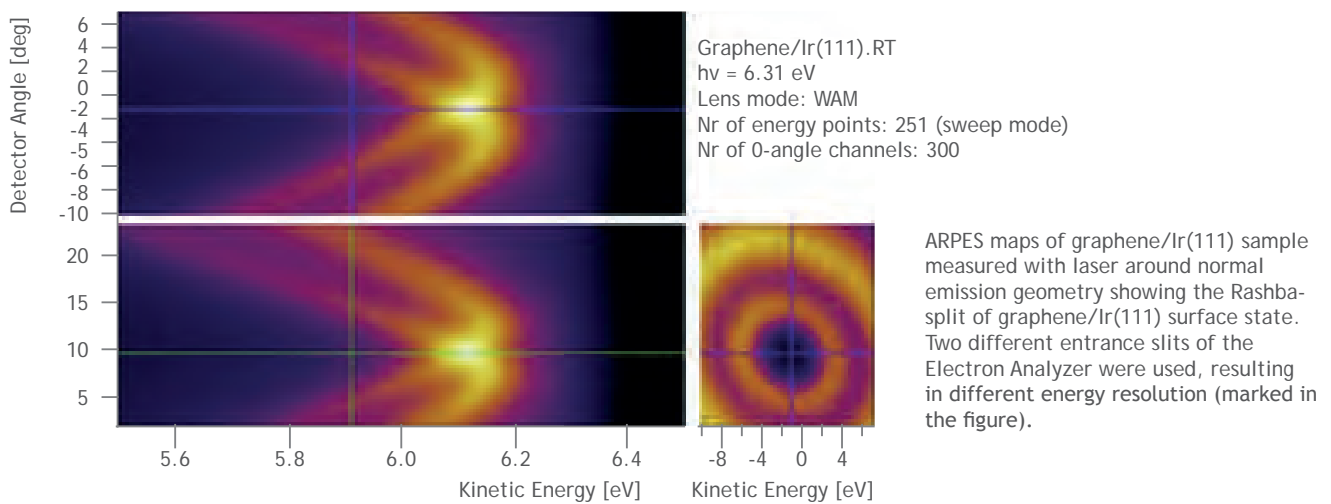 Detector Angle [deg]
6
4
2
0
-2
-4
-6
-8
-10
Graphene/Ir(111).RT
hv = 6.31 eV
Lens mode: WAM
Nr of energy points: 251 (sweep mode)
Nr of 0-angle channels: 300
20
15
10
5
ARPES maps of graphene/Ir(111) sample
measured with laser around normal
emission geometry showing the Rashba-
split of graphene/Ir(111) surface state.
Two different entrance slits of the
Electron Analyzer were used, resulting
in different energy resolution (marked in
the figure).
5.6 5.8 6.0 6.2 6.4
-8 -4 0 4
Kinetic Energy [eV]
Kinetic Energy [eV]